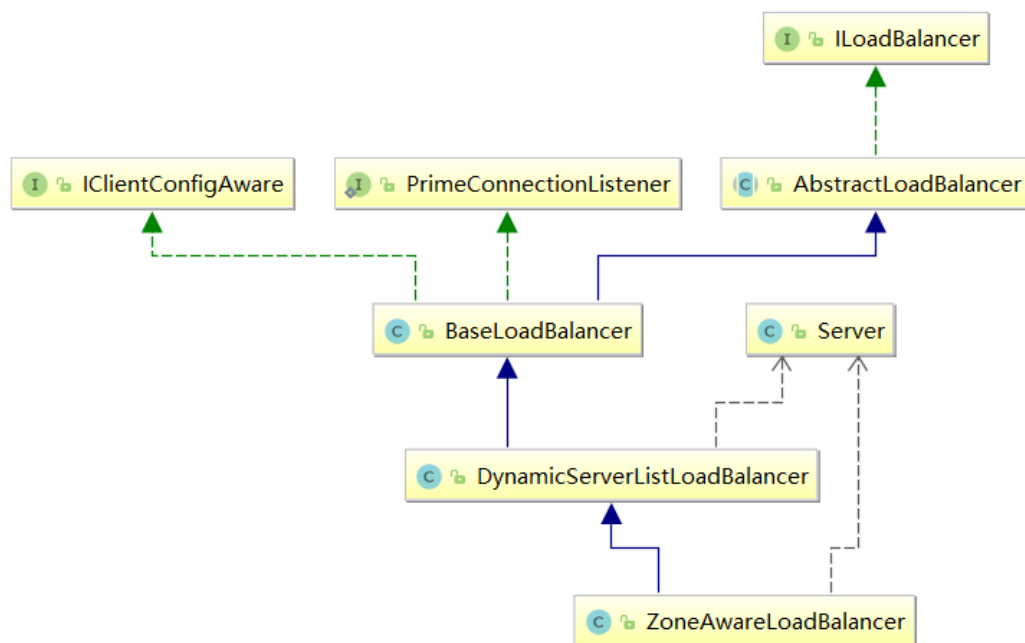 I ILoadBalancer
I IClientConfigAware
I PrimeConnectionListener
C AbstractLoadBalancer
C BaseLoadBalancer
C Server
C DynamicServerListLoadBalancer
C ZoneAwareLoadBalancer